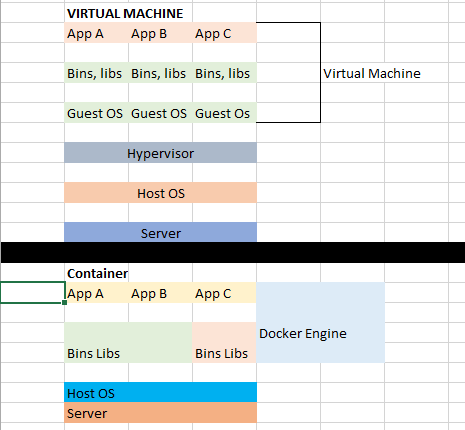 VIRTUAL MACHINE
App A App B App C
Bins, libs Bins, libs Bins, libs Virtual Machine
Guest OS Guest OS Guest Os
Hypervisor
Host OS
Server
Container
App A App B App C
Docker Engine
Bins Libs Bins Libs
Host OS
Server